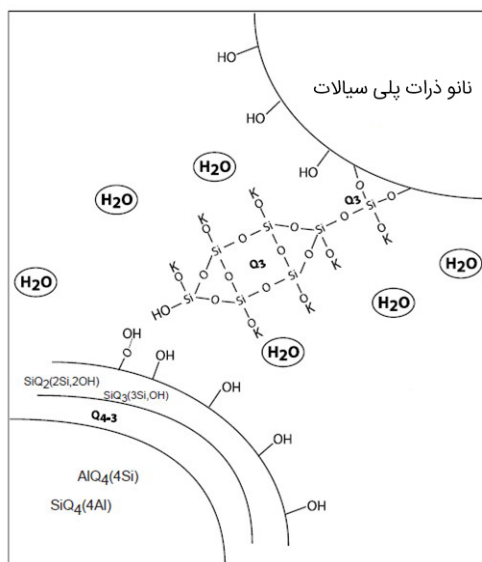 HO
نانو ذرات پلی سیالات
HO
HO
H2O
H2O
O Q3 O
K K Si
O O O O
Si O Si O Si K
K
O O Q3 O O O
H2O
K Si K
O O O O
H2O
HO Si O Si O K
O
K
H2O
H2O
OH
O
OH
SiQ2(2Si,2OH)
SiQ3(3Si,OH)
OH
Q4-3
OH
AlQ4(4Si)
SiQ4(4Al)
OH